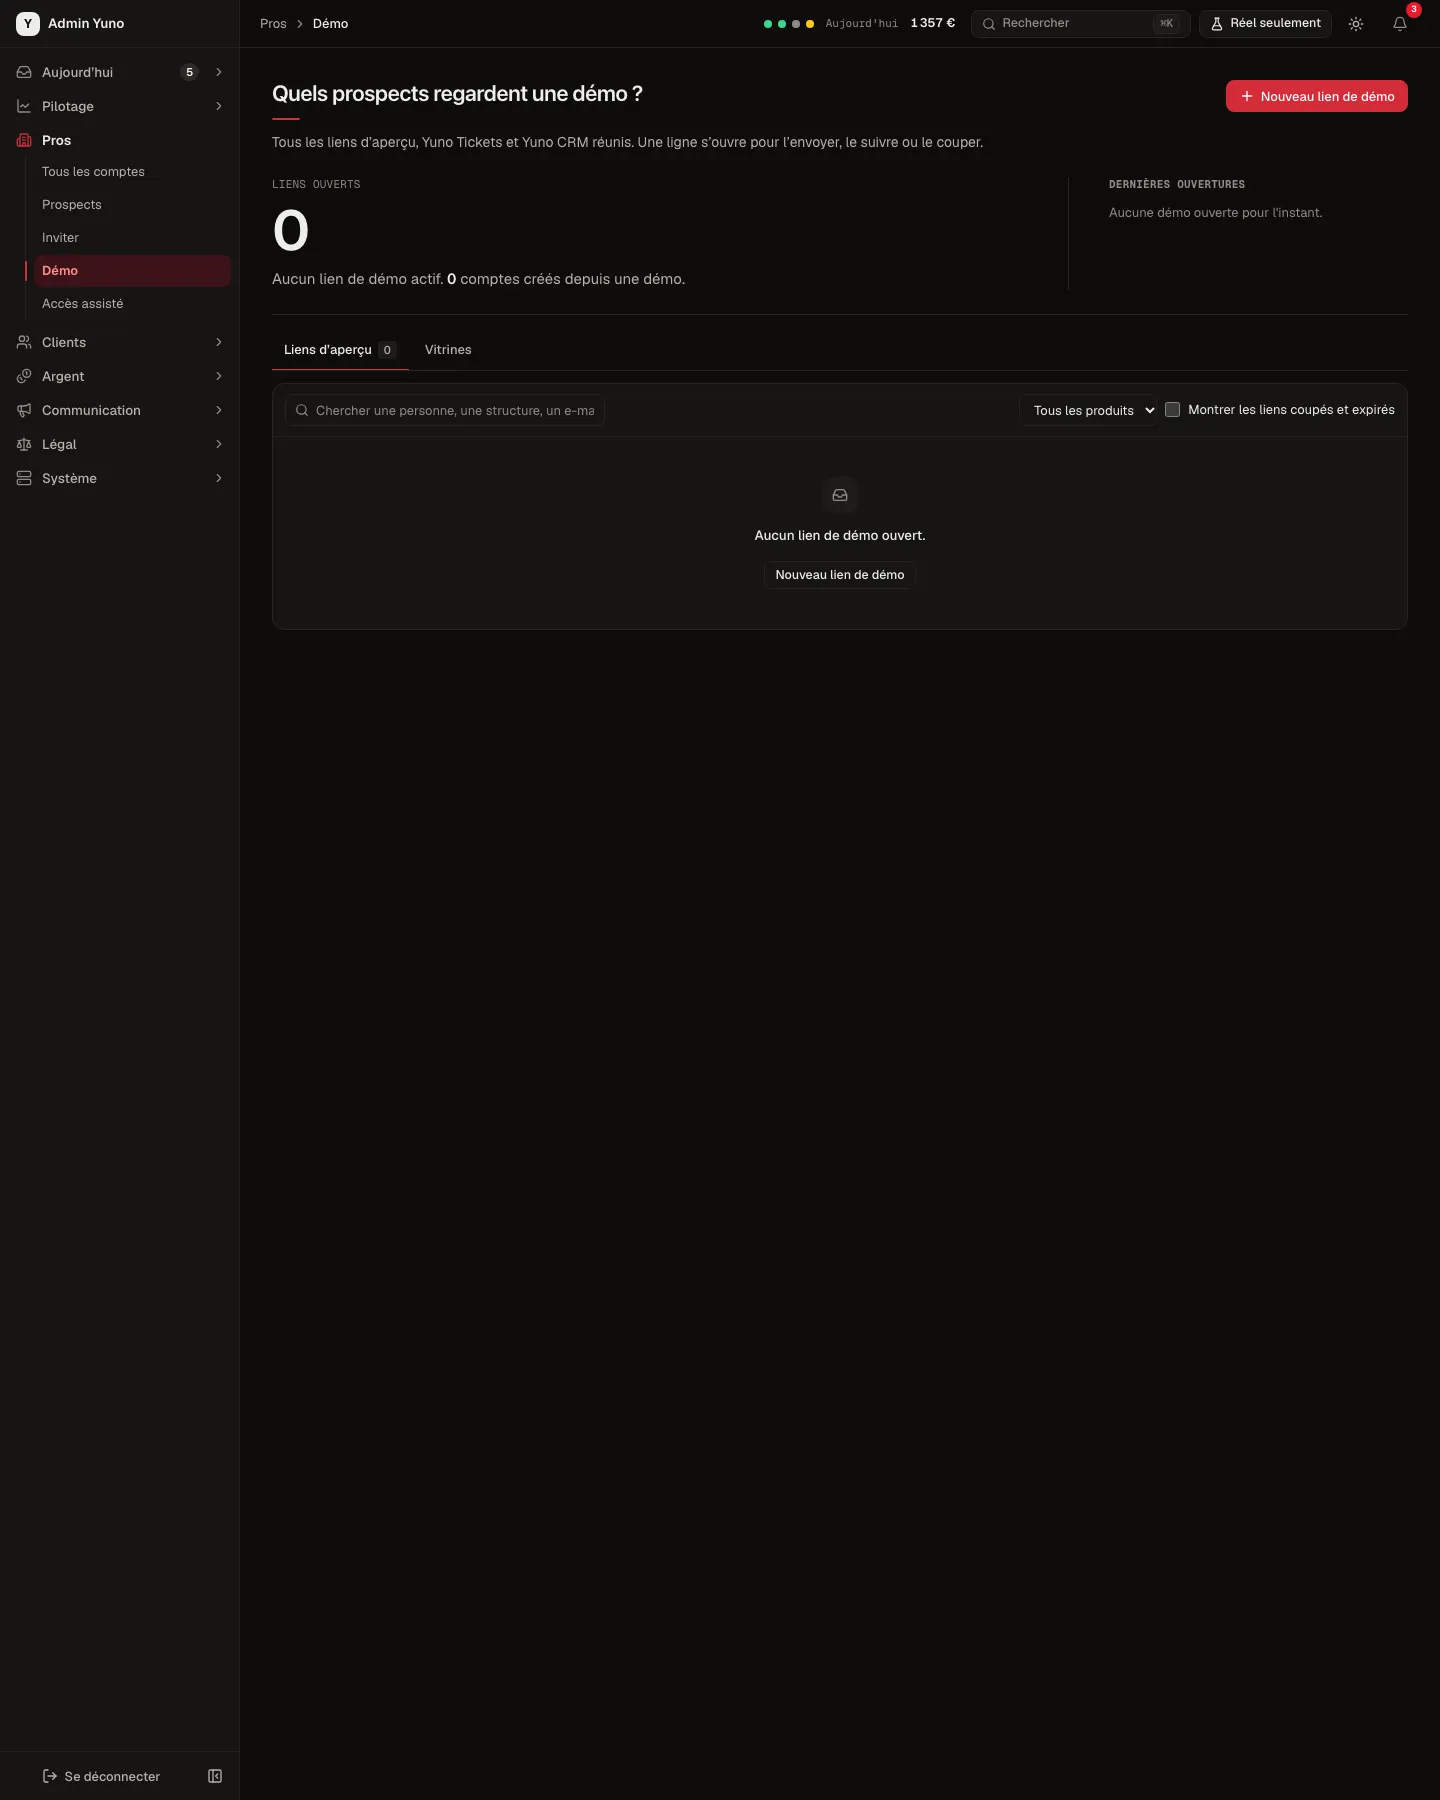 Y Admin Yuno
Pros > Démo
Aujourd'hui 1 357 €
Rechercher ⌘K
Réel seulement
3
Aujourd'hui 5
Pilotage
Pros
Tous les comptes
Prospects
Inviter
Démo
Accès assisté
Clients
Argent
Communication
Légal
Système
Se déconnecter
Quels prospects regardent une démo ?
+ Nouveau lien de démo
Tous les liens d'aperçu, Yuno Tickets et Yuno CRM réunis. Une ligne s'ouvre pour l'envoyer, le suivre ou le couper.
LIENS OUVERTS
0
Aucun lien de démo actif. 0 comptes créés depuis une démo.
DERNIÈRES OUVERTURES
Aucune démo ouverte pour l'instant.
Liens d'aperçu 0
Vitrines
Chercher une personne, une structure, un e-ma
Tous les produits
Montrer les liens coupés et expirés
Aucun lien de démo ouvert.
Nouveau lien de démo